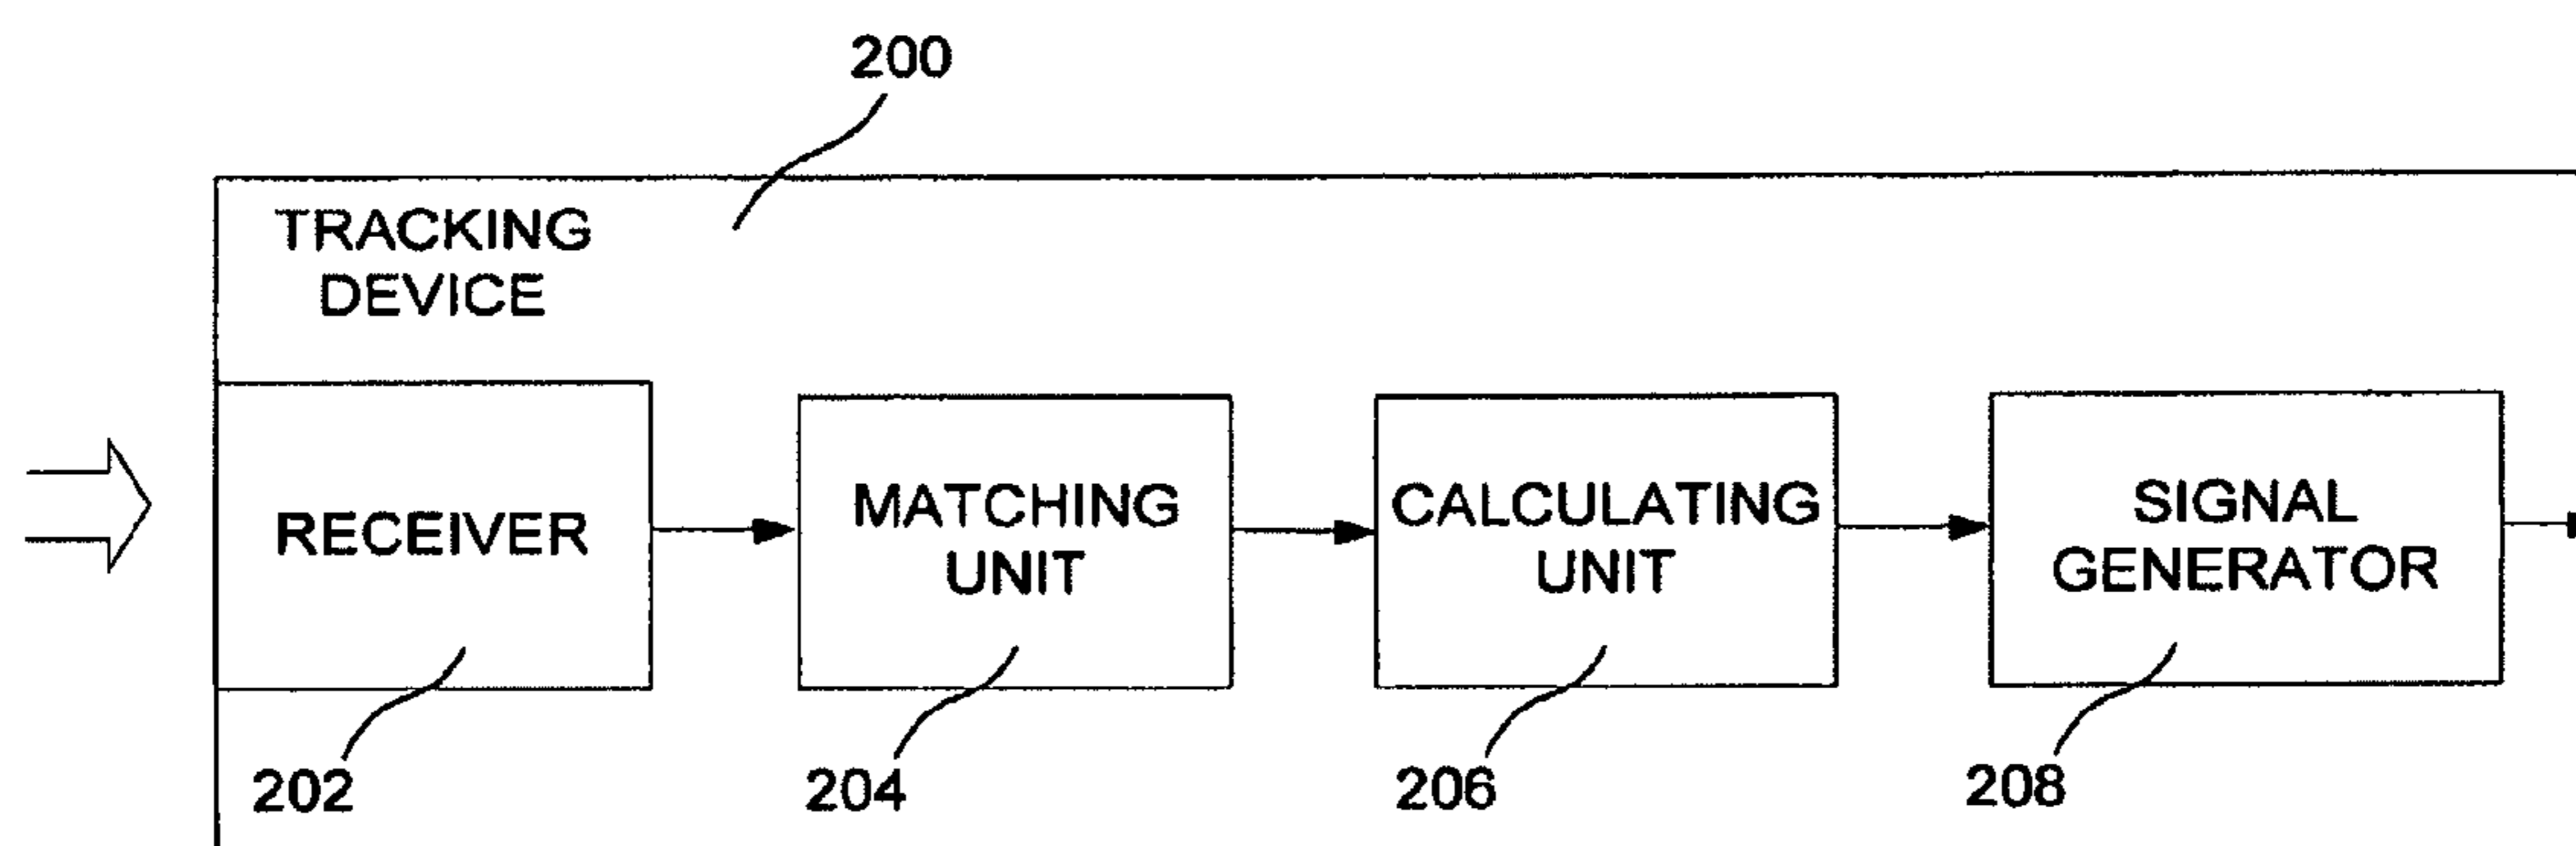 200
TRACKING
DEVICE
RECEIVER
MATCHING
UNIT
CALCULATING
UNIT
SIGNAL
GENERATOR
202
204
206
208